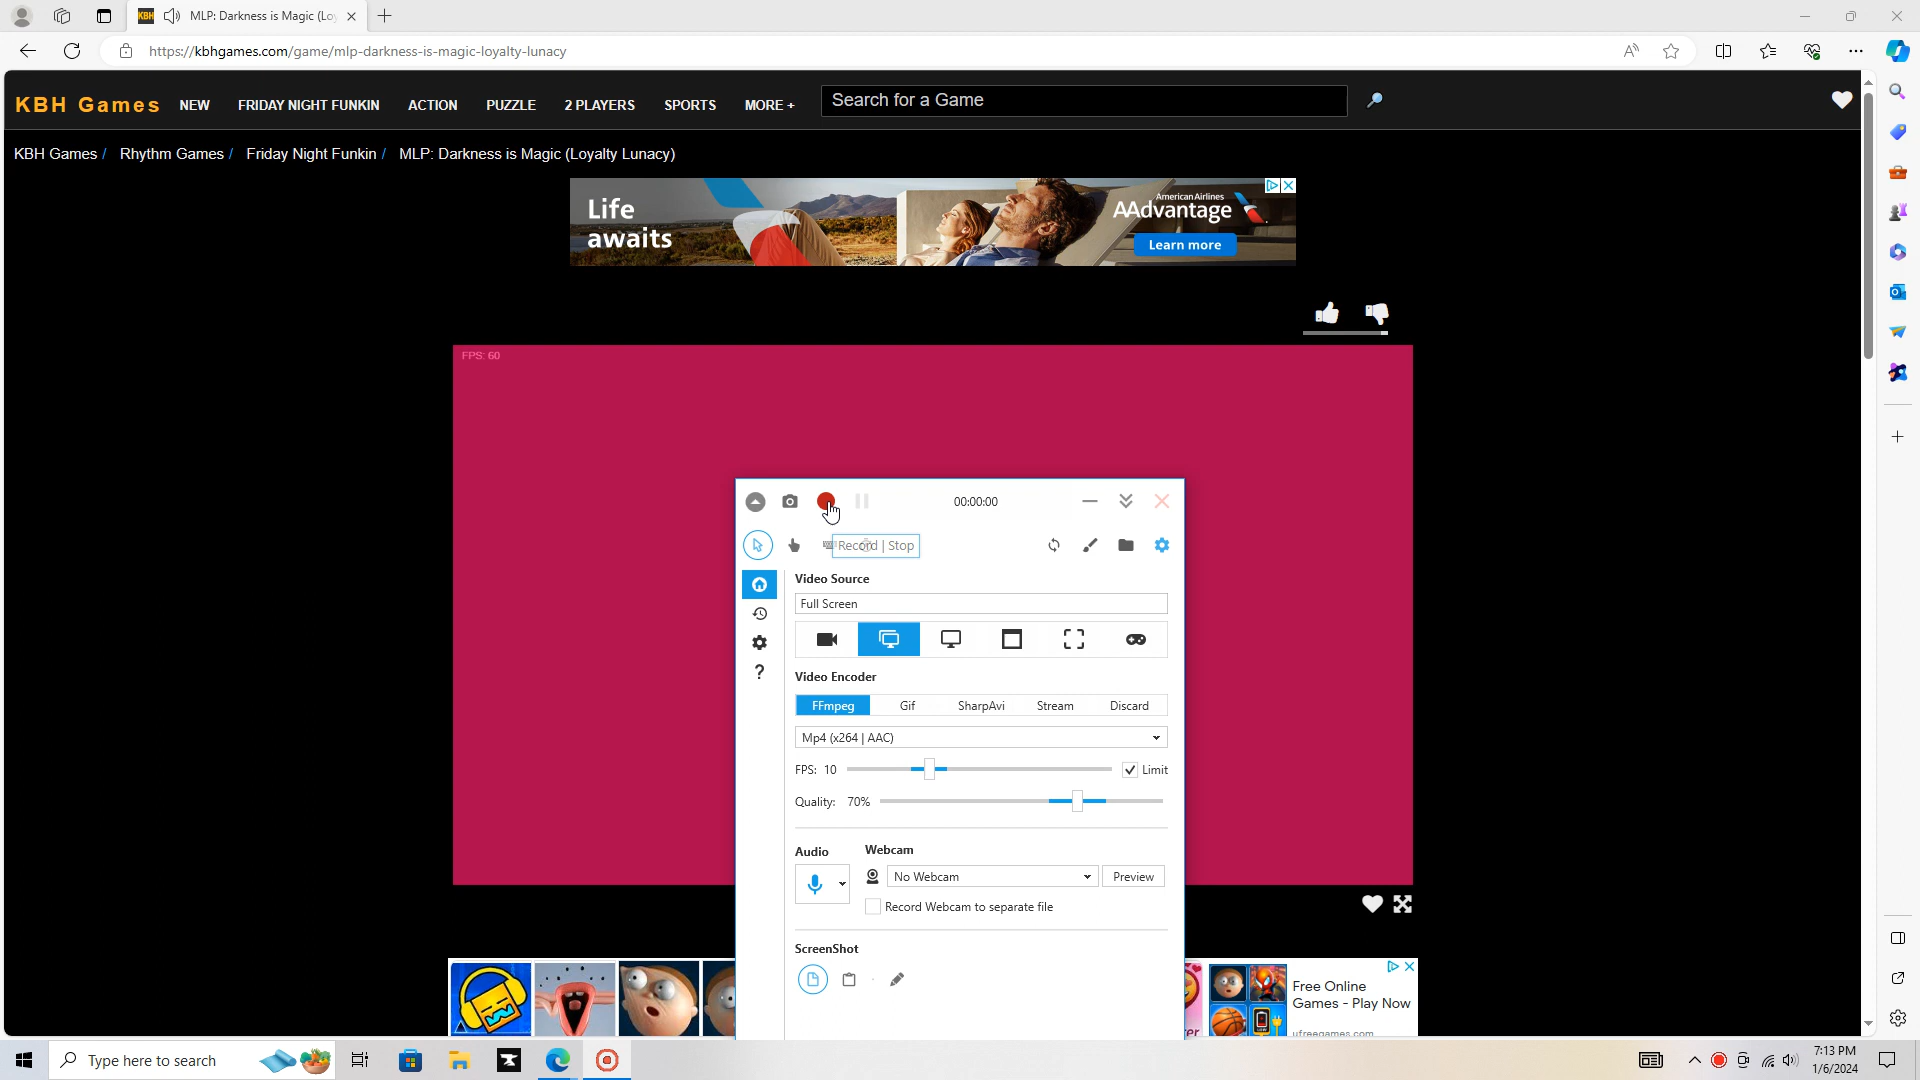 MLP: Darkness is Magic (Lo
https://kbhgames.com/game/mlp-darkness-is-magic-loyalty-lunacy
KBH Games
NEW
FRIDAY NIGHT FUNKIN
ACTION
PUZZLE
2 PLAYERS
SPORTS
MORE +
Search for a Game
KBH Games / Rhythm Games / Friday Night Funkin / MLP: Darkness is Magic (Loyalty Lunacy)
Life
awaits
American Airlines
AAdvantage
Learn more
FPS: 60
00:00:00
Record | Stop
Video Source
Full Screen
Video Encoder
FFmpeg
Gif
SharpAvi
Stream
Discard
Mp4 (x264 | AAC)
FPS: 10
Limit
Quality: 70%
Audio
Webcam
No Webcam
Preview
Record Webcam to separate file
ScreenShot
Free Online
Games - Play Now
ufreegames.com
Type here to search
7:13 PM
1/6/2024